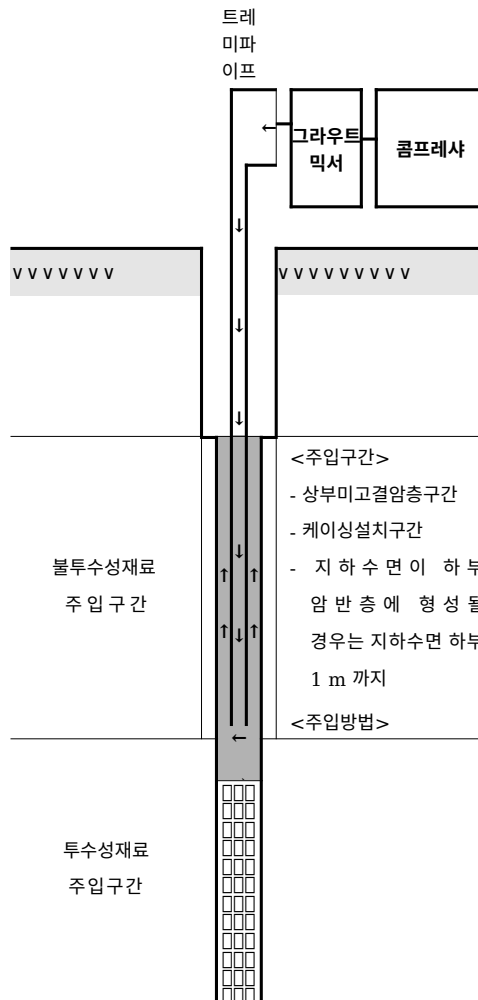 트레
미파
이프
그라우트
믹서
콤프레샤
∨∨∨∨∨∨∨
∨∨∨∨∨∨∨∨∨
<주입구간>
- 상부미고결암층구간
- 케이싱설치구간
- 지하수면이 하부
암반층에 형성될
경우는 지하수면 하부
1 m 까지
<주입방법>
불투수성재료
주입구간
투수성재료
주입구간